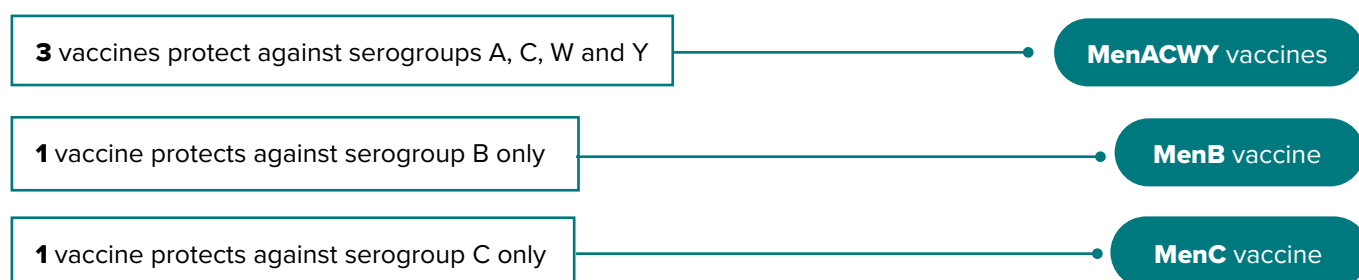 3 vaccines protect against serogroups A, C, W and Y
MenACWY vaccines
1 vaccine protects against serogroup B only
MenB vaccine
1 vaccine protects against serogroup C only
MenC vaccine